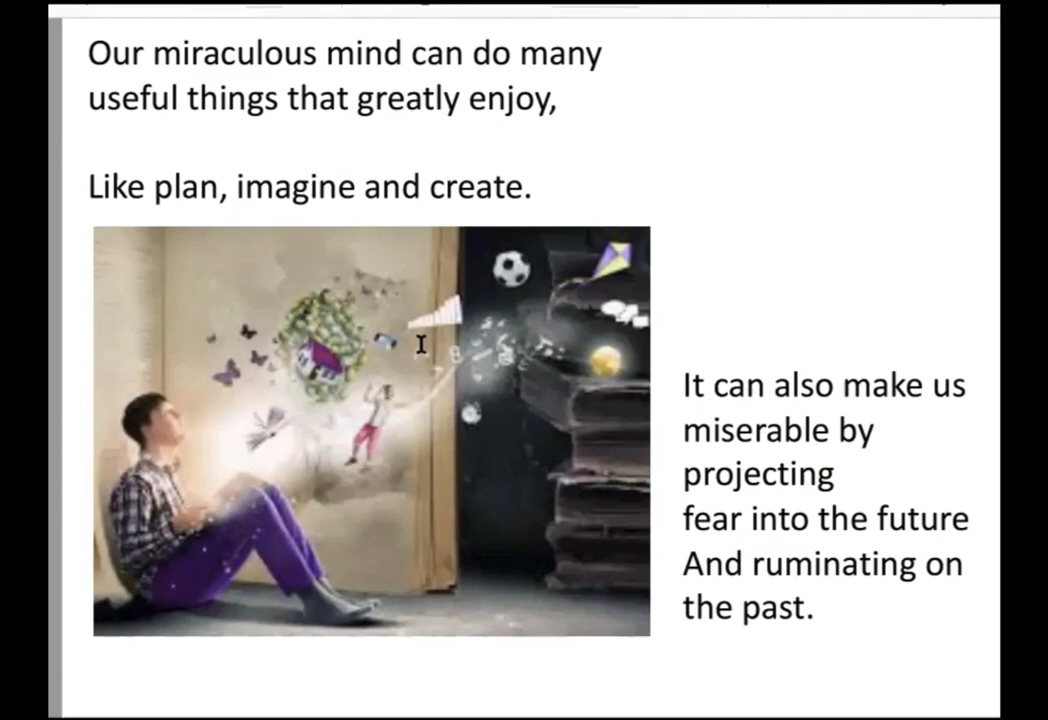 Our miraculous mind can do many
useful things that greatly enjoy,
Like plan, imagine and create.
It can also make us
miserable by
projecting
fear into the future
And ruminating on
the past.